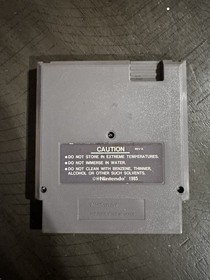 CAUTION
•DO NOT STORE IN EXTREME TEMPERATURES.
•DO NOT IMMERSE IN WATER.
•DO NOT CLEAN WITH BENZENE, THINNER,
ALCOHOL OR OTHER SUCH SOLVENTS.
Nintendo 1985